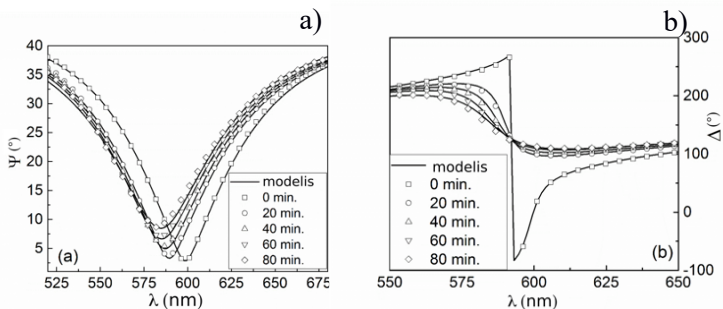 a)
40
35
30
25
20
15
10
5
Ψ (°)
modelis
0 min.
20 min.
40 min.
60 min.
80 min.
(a)
525 550 575 600 625 650 675
λ (nm)
b)
300
200
100
0
-100
Δ (°)
modelis
0 min.
20 min.
40 min.
60 min.
80 min.
(b)
550 575 600 625 650
λ (nm)